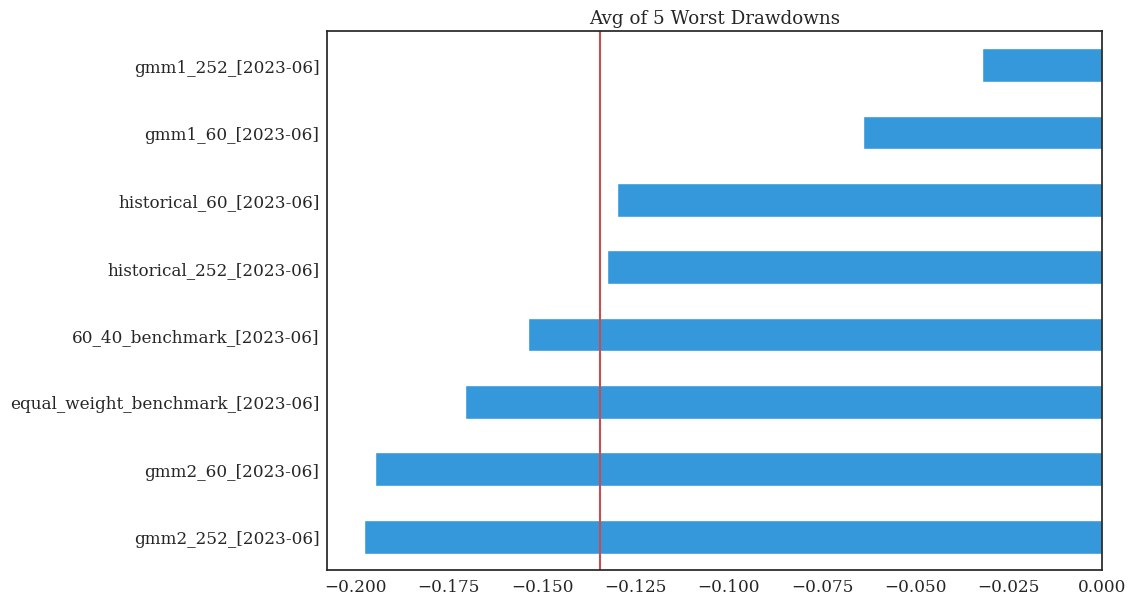 Avg of 5 Worst Drawdowns
gmm1_252_[2023-06]
gmm1_60_[2023-06]
historical_60_[2023-06]
historical_252_[2023-06]
60_40_benchmark_[2023-06]
equal_weight_benchmark_[2023-06]
gmm2_60_[2023-06]
gmm2_252_[2023-06]
−0.200 −0.175 −0.150 −0.125 −0.100 −0.075 −0.050 −0.025 0.000